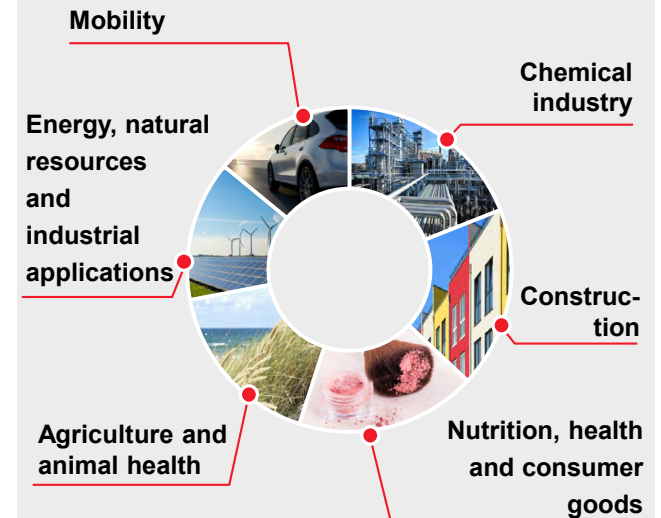 Mobility
Chemical
industry
Energy, natural
resources
and
industrial
applications
Construc-
tion
Agriculture and
animal health
Nutrition, health
and consumer
goods